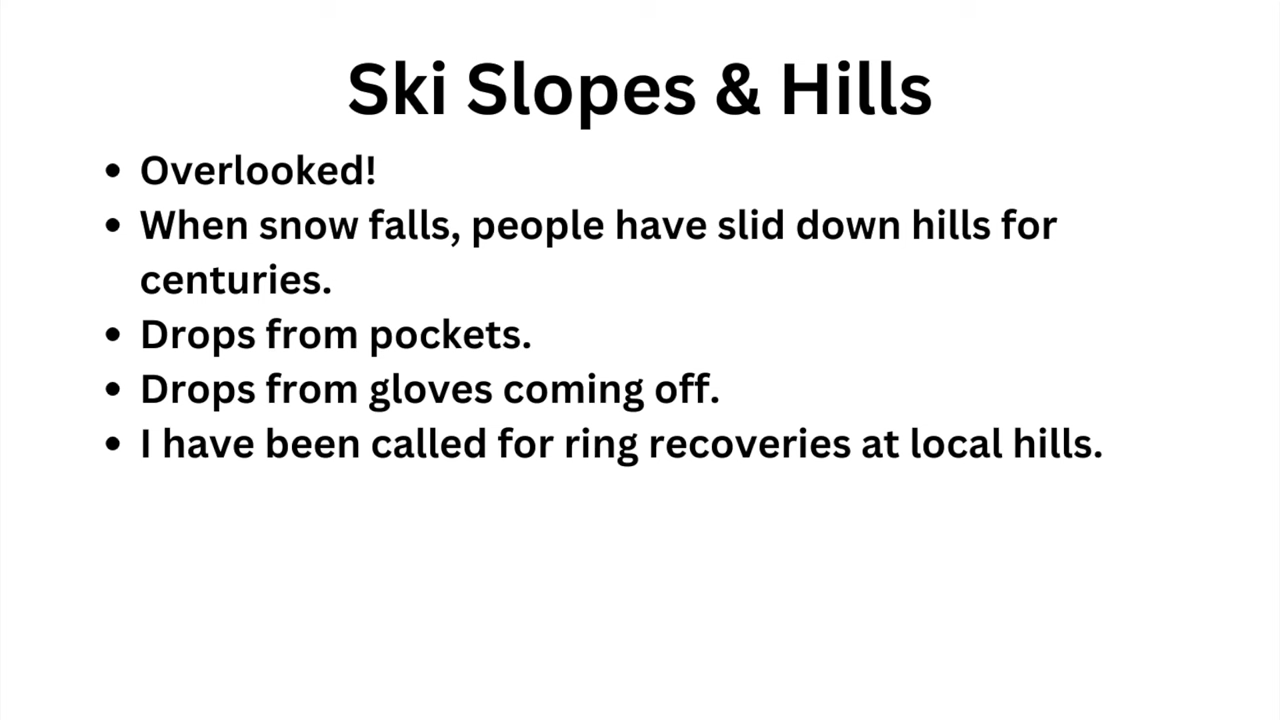 Ski Slopes & Hills
• Overlooked!
• When snow falls, people have slid down hills for
centuries.
• Drops from pockets.
• Drops from gloves coming off.
• I have been called for ring recoveries at local hills.